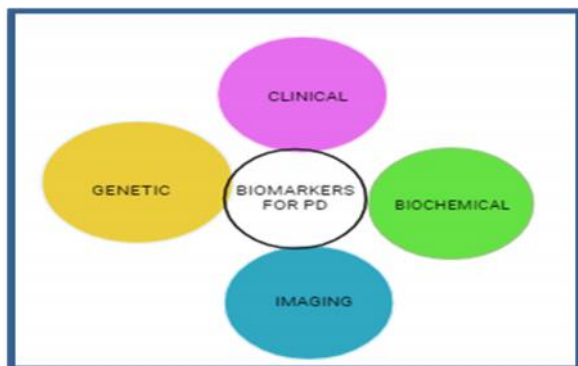 CLINICAL
GENETIC
BIOMARKERS
FOR PD
BIOCHEMICAL
IMAGING